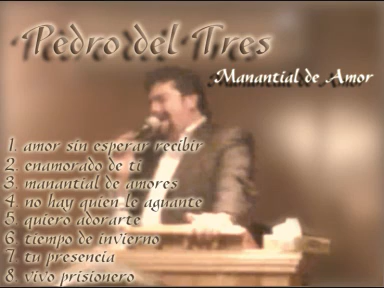 Pedro del Tres
Manantial de Amor
1. amor sin esperar recibir
2. enamorado de ti
3. manantial de amores
4. no hay quien le aguante
5. quiero adorarte
6. tiempo de invierno
7. tu presencia
8. vivo prisionero